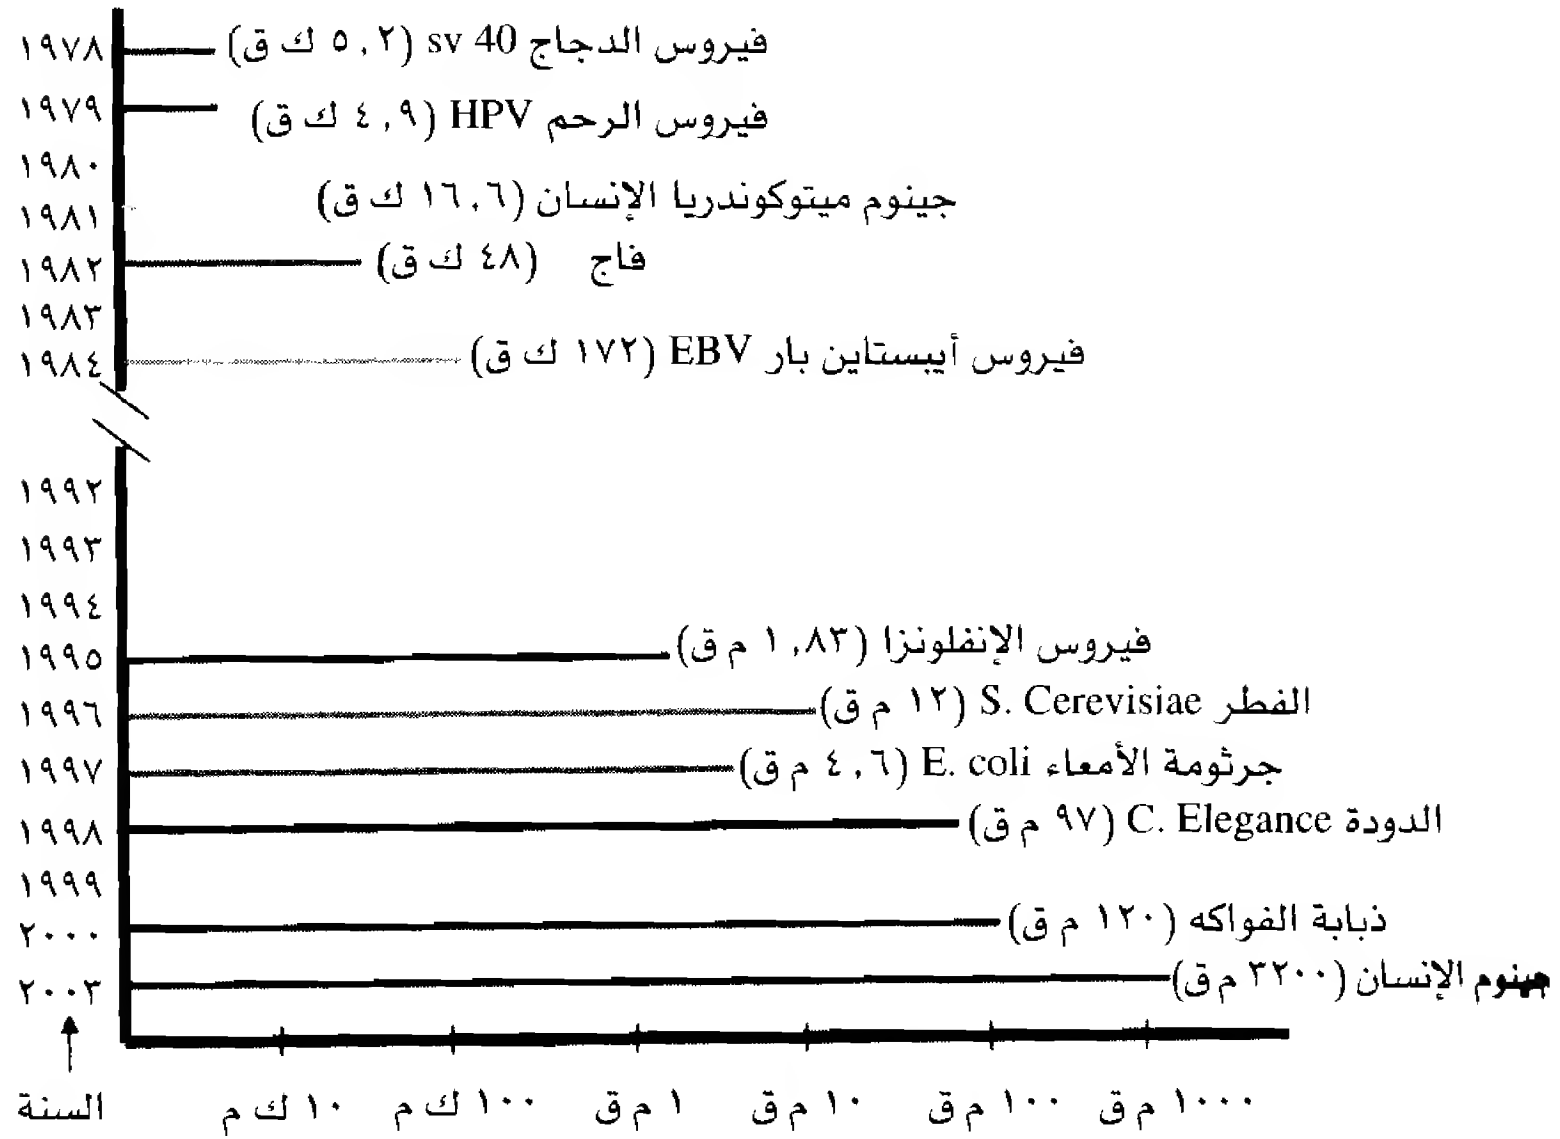 ١٩٧٨ فيروس الدجاج sv 40 (٥,٢ ك ق)
١٩٧٩ فيروس الرحم HPV (٤,٩ ك ق)
١٩٨٠
١٩٨١ جينوم ميتوكوندريا الإنسان (١٦,٦ ك ق)
١٩٨٢ فاج (٤٨ ك ق)
١٩٨٣
١٩٨٤ فيروس أيبستاين بار EBV (١٧٢ ك ق)
١٩٩٢
١٩٩٣
١٩٩٤
١٩٩٥ فيروس الإنفلونزا (١,٨٣ م ق)
١٩٩٦ الفطر S. Cerevisiae (١٢ م ق)
١٩٩٧ جرثومة الأمعاء E. coli (٤,٦ م ق)
١٩٩٨ الدودة C. Elegance (٩٧ م ق)
١٩٩٩
٢٠٠٠ ذبابة الفواكه (١٢٠ م ق)
٢٠٠٣ جينوم الإنسان (٣٢٠٠ م ق)
السنة ١٠ ك م ١٠٠ ك م ١ م ق ١٠ م ق ١٠٠ م ق ١٠٠٠ م ق